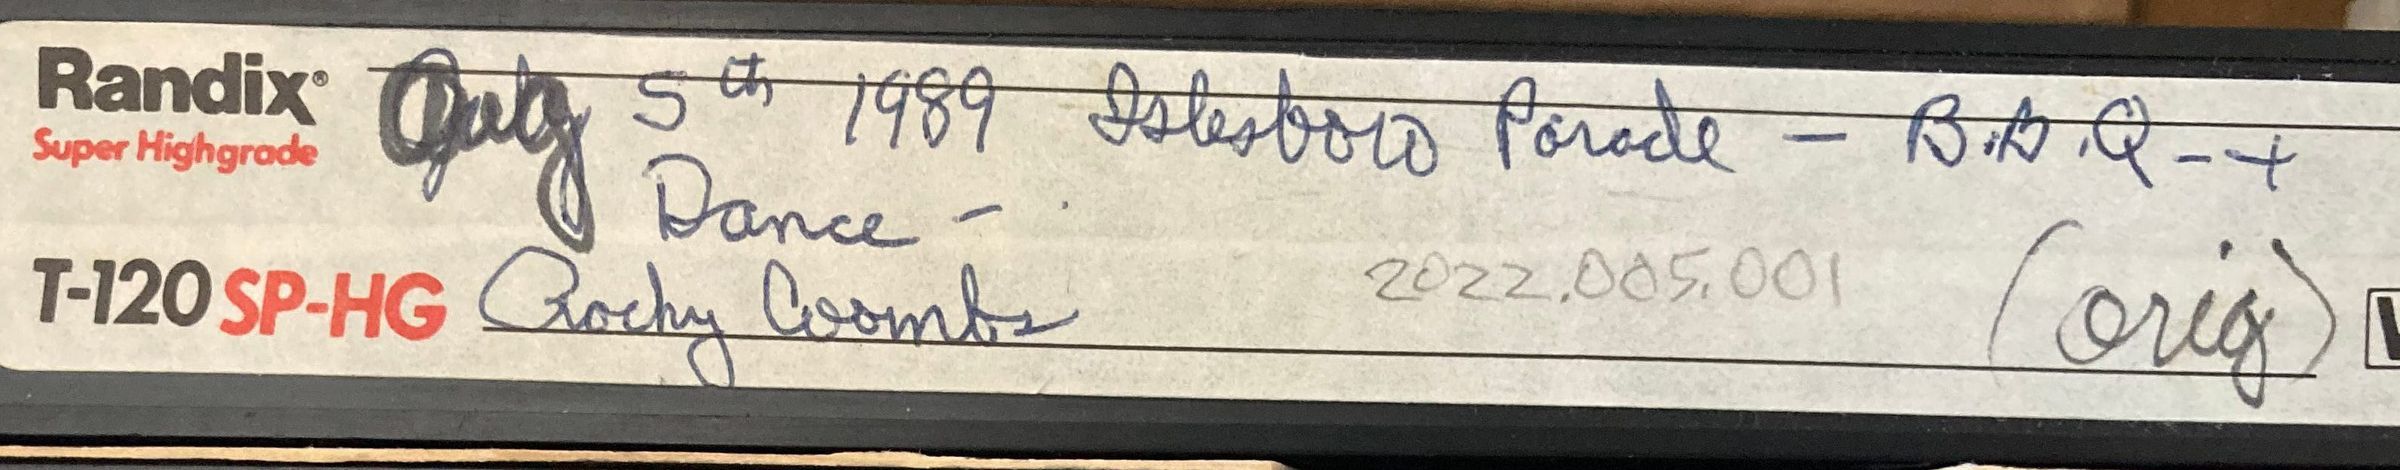 Randix® July 5th 1989 Islesboro Parade - B.B.Q - +
Super Highgrade
Dance -
T-120 SP-HG Rocky Coombs 2022.005.001 (orig)